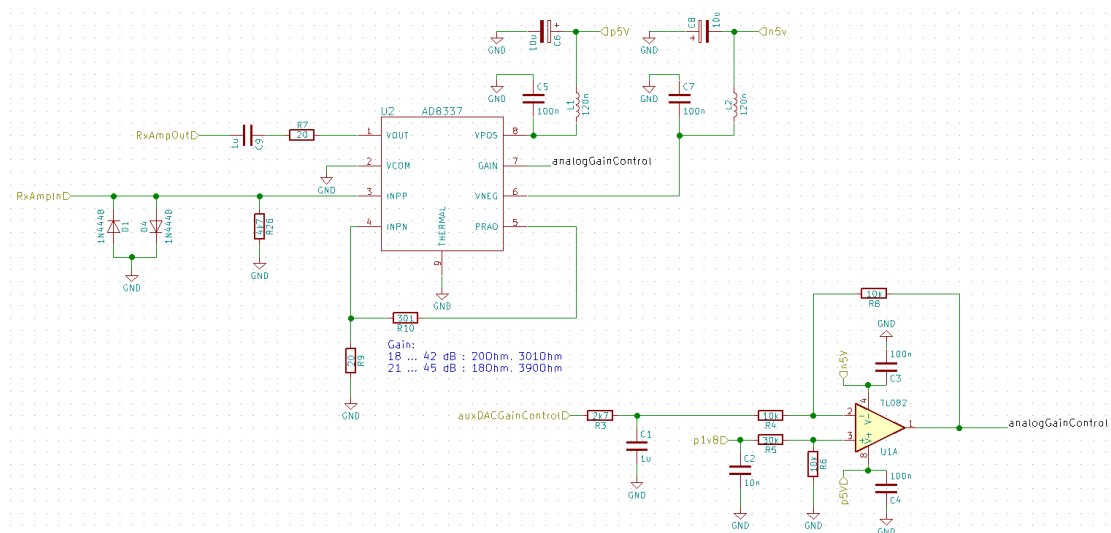 C8
10u
10u
C6
p5V
n5v
GND
GND
C5
100n
L1
120n
C7
100n
L2
120n
GND
GND
U2
AD8337
RxAmpOut
1u
C9
R7
20
1
VOUT
VPOS
8
2
VCOM
GAIN
7
analogGainControl
GND
RxAmpIn
3
INPP
VNEG
6
1N4448
D1
D4
1N4448
4k7
R26
4
INPN
PRAO
5
THERMAL
9
GND
GND
GND
301
R10
10k
R8
Gain:
18 ... 42 dB : 20Ohm, 301Ohm
21 ... 45 dB : 18Ohm, 390Ohm
20
R9
GND
GND
100n
C3
n5V
TL082
4
V-
auxDACGainControl
2k7
R3
10k
R4
2
-
1
analogGainControl
p1v8
30k
R5
3
+
V+
U1A
8
C1
1u
C2
10n
10k
R6
p5V
100n
C4
GND
GND
GND
GND